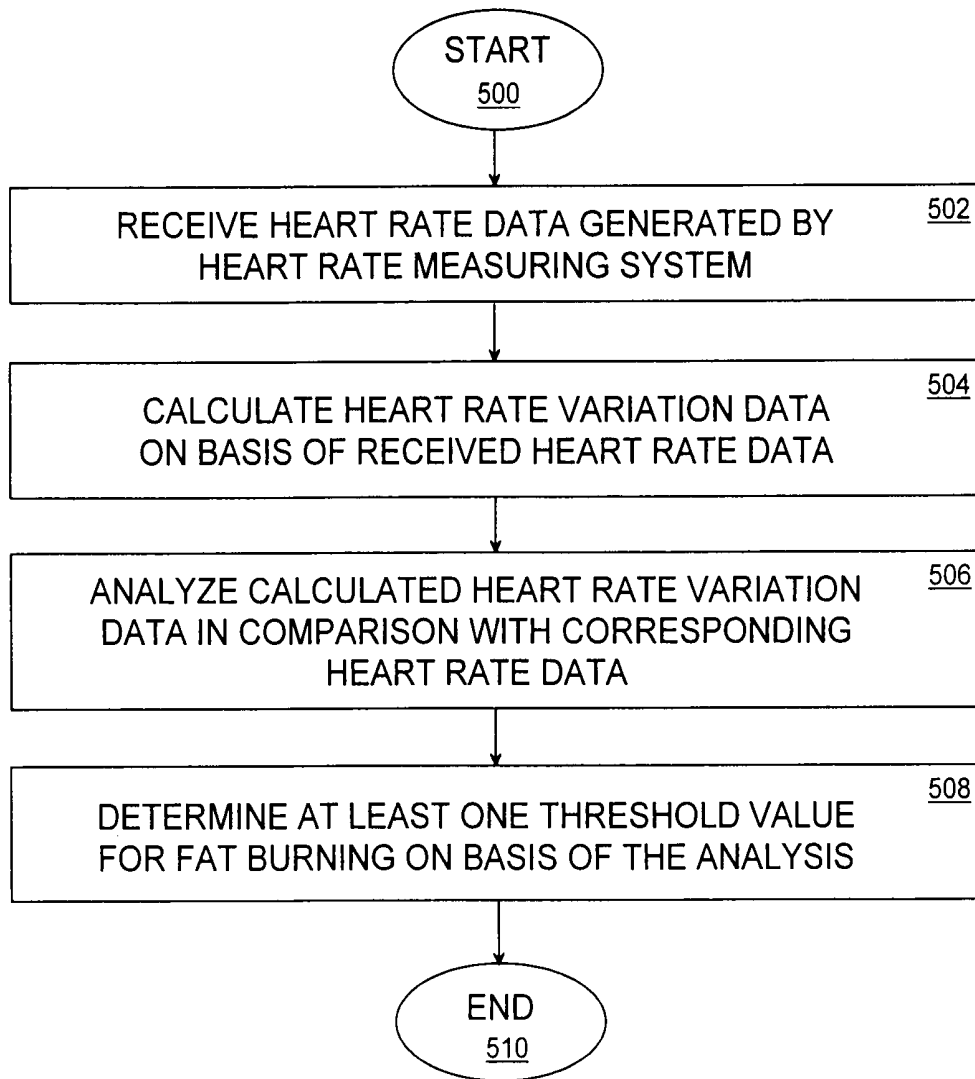 START
500
502
RECEIVE HEART RATE DATA GENERATED BY
HEART RATE MEASURING SYSTEM
504
CALCULATE HEART RATE VARIATION DATA
ON BASIS OF RECEIVED HEART RATE DATA
506
ANALYZE CALCULATED HEART RATE VARIATION
DATA IN COMPARISON WITH CORRESPONDING
HEART RATE DATA
508
DETERMINE AT LEAST ONE THRESHOLD VALUE
FOR FAT BURNING ON BASIS OF THE ANALYSIS
END
510